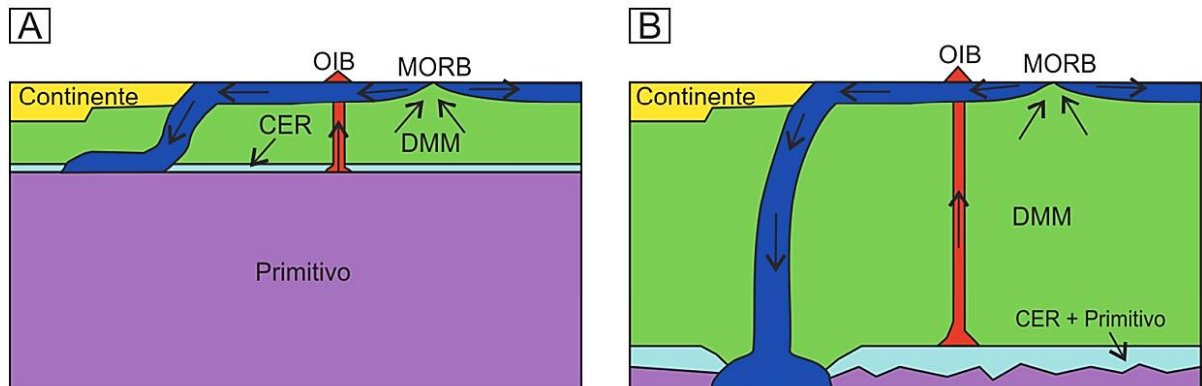 A
OIB
MORB
Continente
CER
DMM
Primitivo
B
OIB
MORB
Continente
DMM
CER + Primitivo